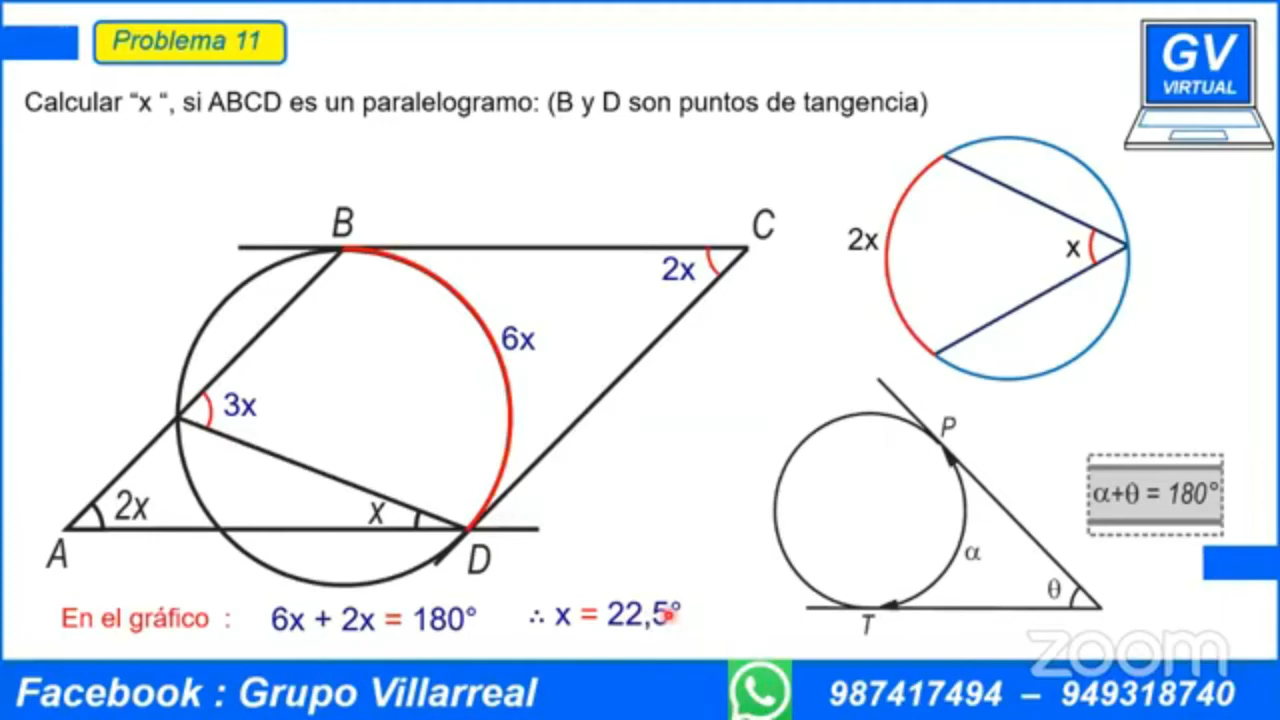 Problema 11
GV
VIRTUAL
Calcular “x “, si ABCD es un paralelogramo: (B y D son puntos de tangencia)
B
C
2x
2x
x
6x
3x
P
α+θ = 180°
2x
x
A
D
α
θ
T
En el gráfico : 6x + 2x = 180° ∴ x = 22,5°
zoom
Facebook : Grupo Villarreal 987417494 – 949318740